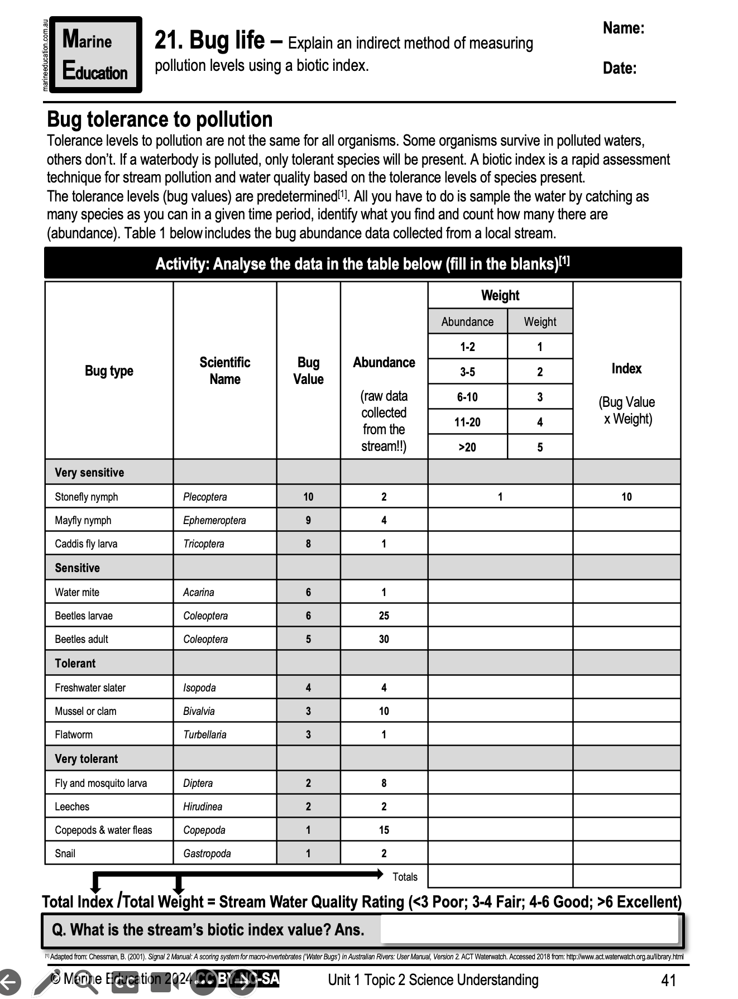 marineeducation.com.au
Marine
Education
21. Bug life – Explain an indirect method of measuring
pollution levels using a biotic index.
Name:
Date:
Bug tolerance to pollution
Tolerance levels to pollution are not the same for all organisms. Some organisms survive in polluted waters,
others don't. If a waterbody is polluted, only tolerant species will be present. A biotic index is a rapid assessment
technique for stream pollution and water quality based on the tolerance levels of species present.
The tolerance levels (bug values) are predetermined[1]. All you have to do is sample the water by catching as
many species as you can in a given time period, identify what you find and count how many there are
(abundance). Table 1 below includes the bug abundance data collected from a local stream.
Activity: Analyse the data in the table below (fill in the blanks)[1]
Bug type
Scientific
Name
Bug
Value
Abundance
(raw data
collected
from the
stream!!)
Weight
Abundance Weight
1-2 1
3-5 2
6-10 3
11-20 4
>20 5
Index
(Bug Value
x Weight)
Very sensitive
Stonefly nymph Plecoptera 10 2 1 10
Mayfly nymph Ephemeroptera 9 4
Caddis fly larva Tricoptera 8 1
Sensitive
Water mite Acarina 6 1
Beetles larvae Coleoptera 6 25
Beetles adult Coleoptera 5 30
Tolerant
Freshwater slater Isopoda 4 4
Mussel or clam Bivalvia 3 10
Flatworm Turbellaria 3 1
Very tolerant
Fly and mosquito larva Diptera 2 8
Leeches Hirudinea 2 2
Copepods & water fleas Copepoda 1 15
Snail Gastropoda 1 2
Totals
Total Index /Total Weight = Stream Water Quality Rating (<3 Poor; 3-4 Fair; 4-6 Good; >6 Excellent)
Q. What is the stream's biotic index value? Ans.
[1] Adapted from: Chessman, B. (2001). Signal 2 Manual: A scoring system for macro-invertebrates ('Water Bugs') in Australian Rivers: User Manual, Version 2. ACT Waterwatch. Accessed 2018 from: http://www.act.waterwatch.org.au/library.html
© Marine Education 2024 CC BY-NC-SA
CC
Unit 1 Topic 2 Science Understanding
41